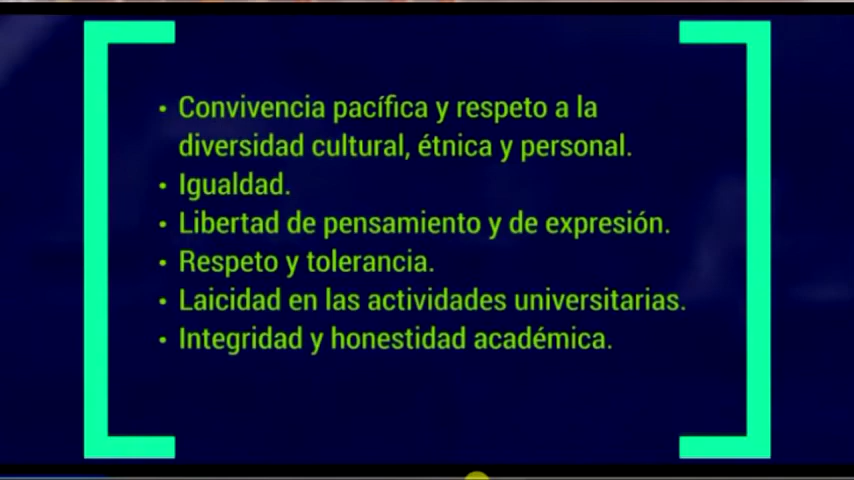 • Convivencia pacífica y respeto a la
diversidad cultural, étnica y personal.
• Igualdad.
• Libertad de pensamiento y de expresión.
• Respeto y tolerancia.
• Laicidad en las actividades universitarias.
• Integridad y honestidad académica.